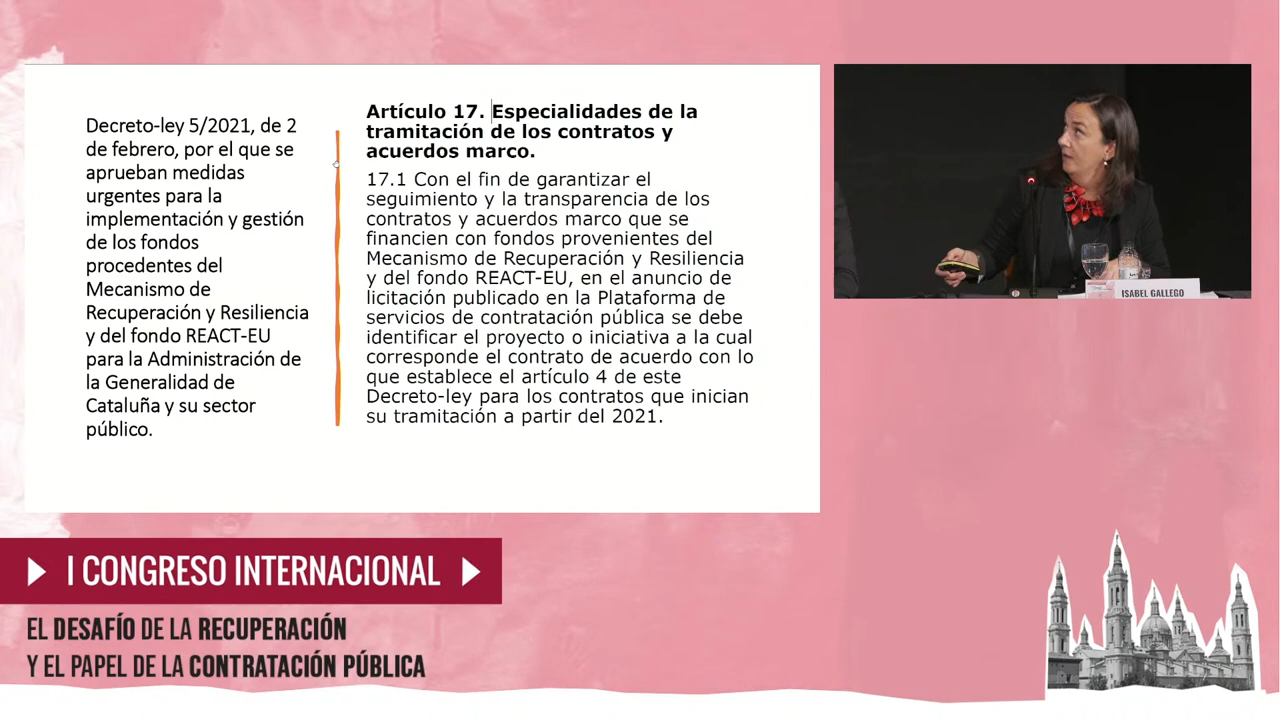 Decreto-ley 5/2021, de 2
de febrero, por el que se
aprueban medidas
urgentes para la
implementación y gestión
de los fondos
procedentes del
Mecanismo de
Recuperación y Resiliencia
y del fondo REACT-EU
para la Administración de
la Generalidad de
Cataluña y su sector
público.
Artículo 17. Especialidades de la
tramitación de los contratos y
acuerdos marco.
17.1 Con el fin de garantizar el
seguimiento y la transparencia de los
contratos y acuerdos marco que se
financien con fondos provenientes del
Mecanismo de Recuperación y Resiliencia
y del fondo REACT-EU, en el anuncio de
licitación publicado en la Plataforma de
servicios de contratación pública se debe
identificar el proyecto o iniciativa a la cual
corresponde el contrato de acuerdo con lo
que establece el artículo 4 de este
Decreto-ley para los contratos que inician
su tramitación a partir del 2021.
ISABEL GALLEGO
I CONGRESO INTERNACIONAL
EL DESAFÍO DE LA RECUPERACIÓN
Y EL PAPEL DE LA CONTRATACIÓN PÚBLICA